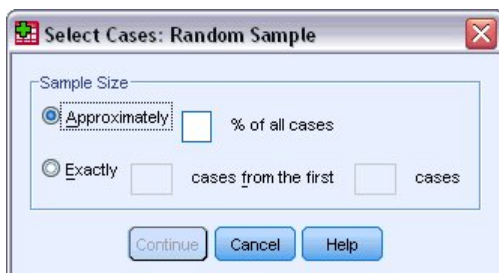 Select Cases: Random Sample
Sample Size
Approximately % of all cases
Exactly cases from the first cases
Continue Cancel Help